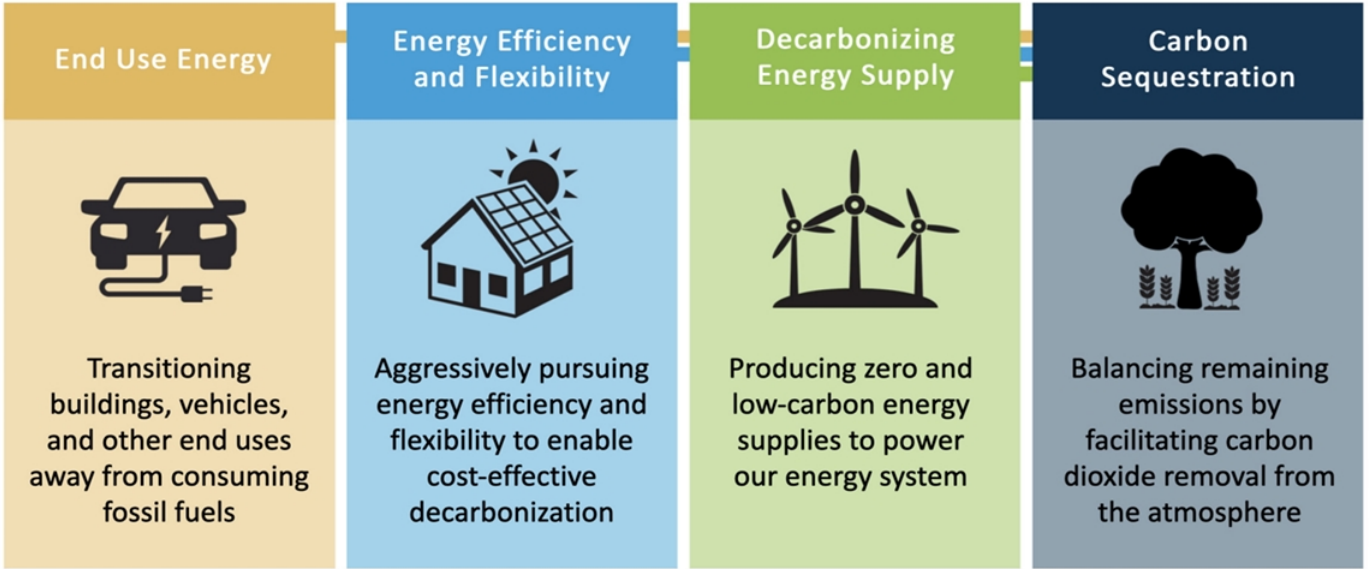 End Use Energy
Transitioning
buildings, vehicles,
and other end uses
away from consuming
fossil fuels
Energy Efficiency
and Flexibility
Aggressively pursuing
energy efficiency and
flexibility to enable
cost-effective
decarbonization
Decarbonizing
Energy Supply
Producing zero and
low-carbon energy
supplies to power
our energy system
Carbon
Sequestration
Balancing remaining
emissions by
facilitating carbon
dioxide removal from
the atmosphere